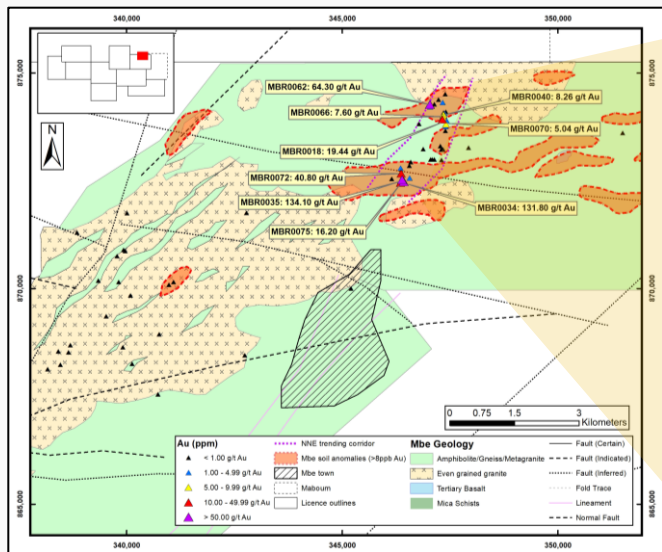 340,000
345,000
350,000
875,000
875,000
MBR0062: 64.30 g/t Au
MBR0040: 8.26 g/t Au
MBR0066: 7.60 g/t Au
MBR0070: 5.04 g/t Au
MBR0018: 19.44 g/t Au
N
MBR0072: 40.80 g/t Au
MBR0035: 134.10 g/t Au
MBR0034: 131.80 g/t Au
MBR0075: 16.20 g/t Au
870,000
870,000
0 0.75 1.5 3
Kilometers
Au (ppm)
< 1.00 g/t Au
1.00 - 4.99 g/t Au
5.00 - 9.99 g/t Au
10.00 - 49.99 g/t Au
> 50.00 g/t Au
NNE trending corridor
Mbe soil anomalies (>8ppb Au)
Mbe town
Maboum
Licence outlines
Mbe Geology
Amphibolite/Gneiss/Metagranite
Even grained granite
Tertiary Basalt
Mica Schists
Fault (Certain)
Fault (Indicated)
Fault (Inferred)
Fold Trace
Lineament
Normal Fault
865,000
865,000
340,000
345,000
350,000